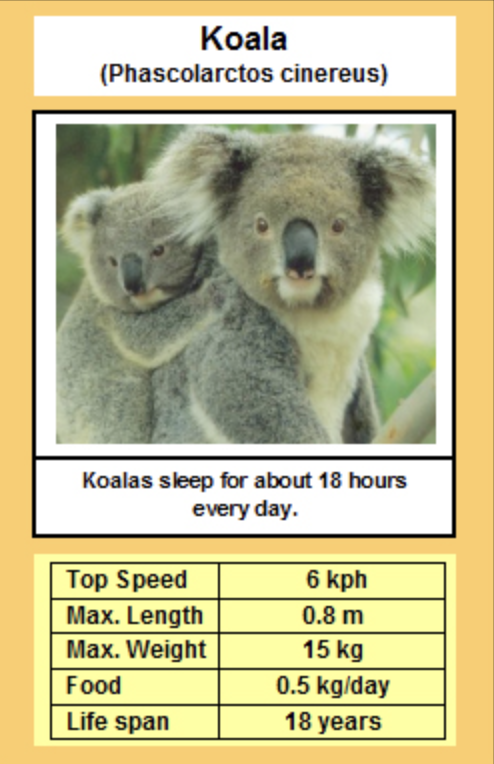 Koala
(Phascolarctos cinereus)
Koalas sleep for about 18 hours
every day.
Top Speed 6 kph
Max. Length 0.8 m
Max. Weight 15 kg
Food 0.5 kg/day
Life span 18 years